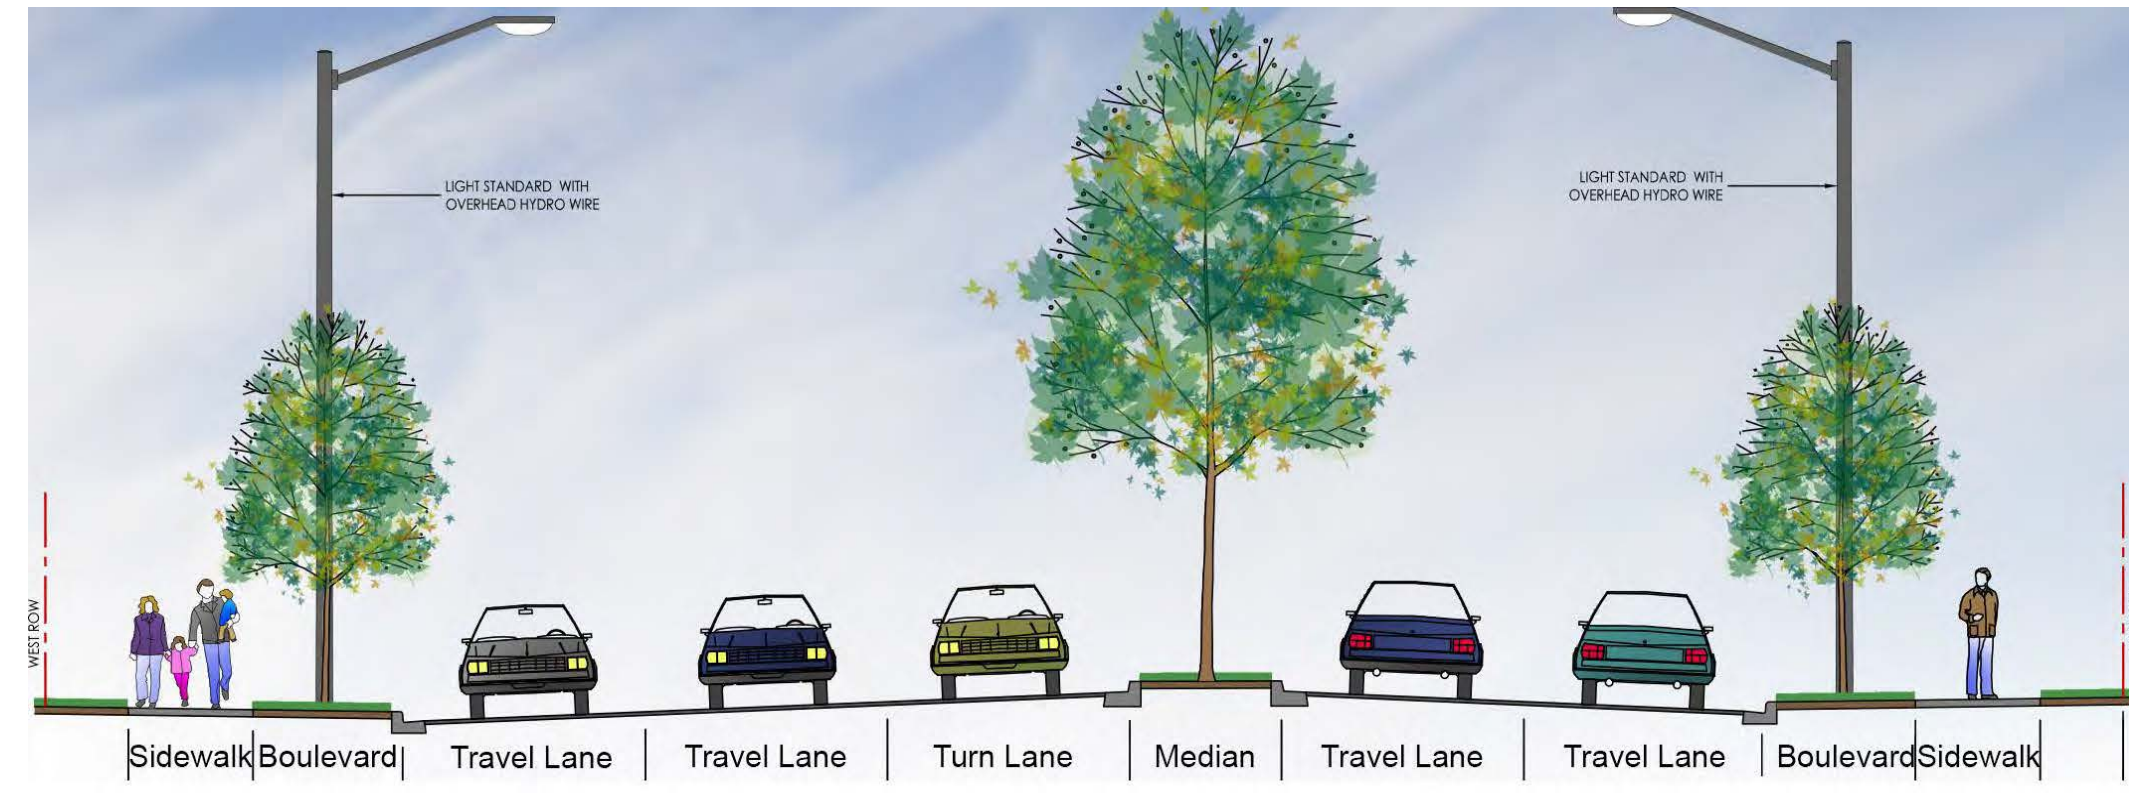 LIGHT STANDARD WITH
OVERHEAD HYDRO WIRE
LIGHT STANDARD WITH
OVERHEAD HYDRO WIRE
WEST ROW
Sidewalk
Boulevard
Travel Lane
Travel Lane
Turn Lane
Median
Travel Lane
Travel Lane
Boulevard
Sidewalk